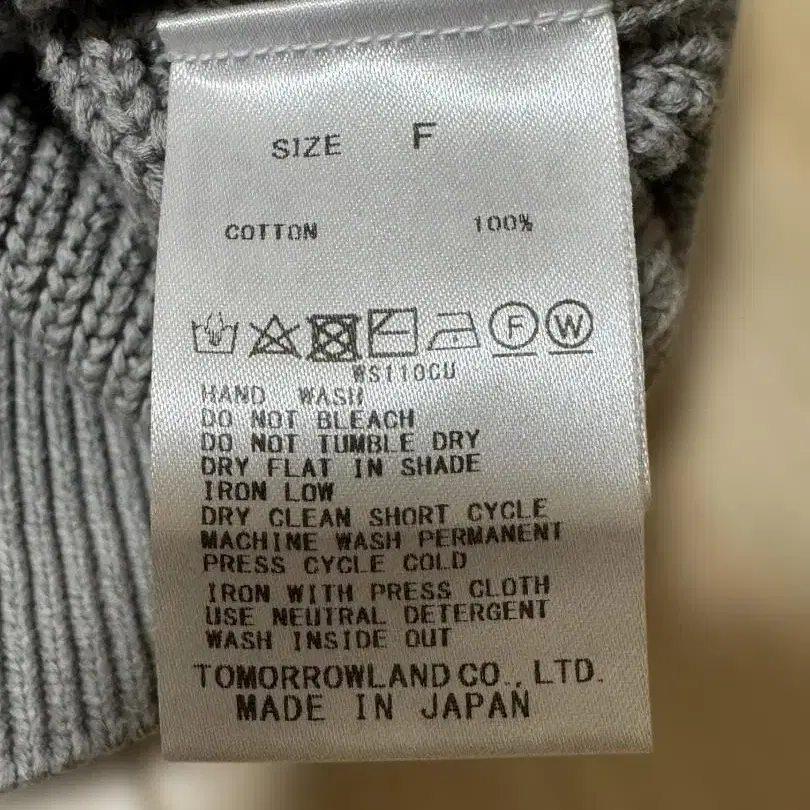 SIZE F
COTTON 100%
F W
WS110CU
HAND WASH
DO NOT BLEACH
DO NOT TUMBLE DRY
DRY FLAT IN SHADE
IRON LOW
DRY CLEAN SHORT CYCLE
MACHINE WASH PERMANENT
PRESS CYCLE COLD
IRON WITH PRESS CLOTH
USE NEUTRAL DETERGENT
WASH INSIDE OUT
TOMORROWLAND CO., LTD.
MADE IN JAPAN